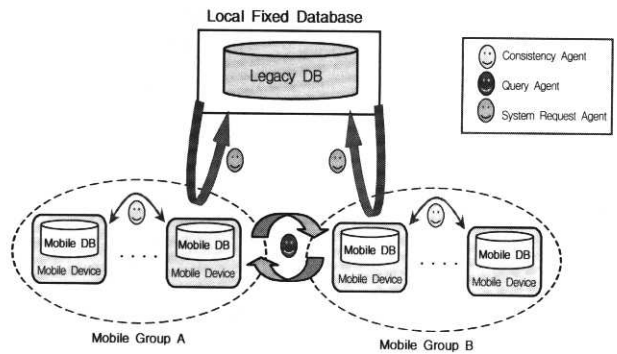 Local Fixed Database
Legacy DB
Consistency Agent
Query Agent
System Request Agent
Mobile DB
Mobile Device
. . . .
Mobile DB
Mobile Device
Mobile DB
Mobile Device
. . . .
Mobile DB
Mobile Device
Mobile Group A
Mobile Group B